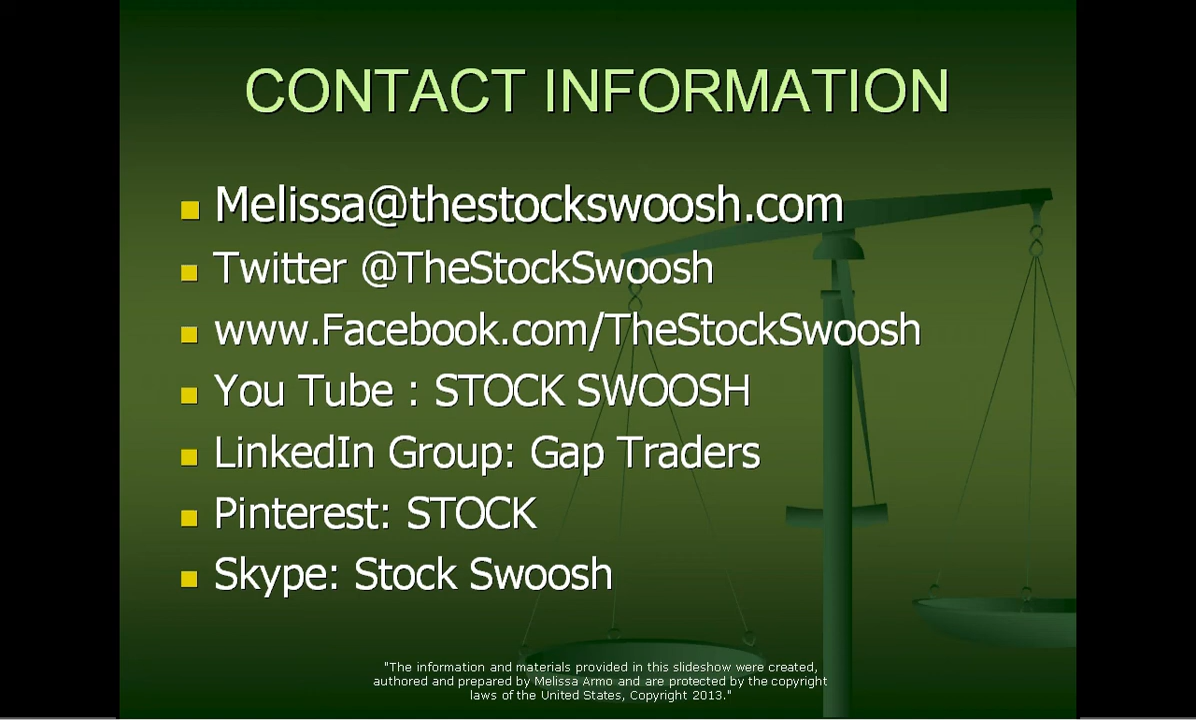 CONTACT INFORMATION
Melissa@thestockswoosh.com
Twitter @TheStockSwoosh
www.Facebook.com/TheStockSwoosh
You Tube : STOCK SWOOSH
LinkedIn Group: Gap Traders
Pinterest: STOCK
Skype: Stock Swoosh
"The information and materials provided in this slideshow were created,
authored and prepared by Melissa Armo and are protected by the copyright
laws of the United States, Copyright 2013."